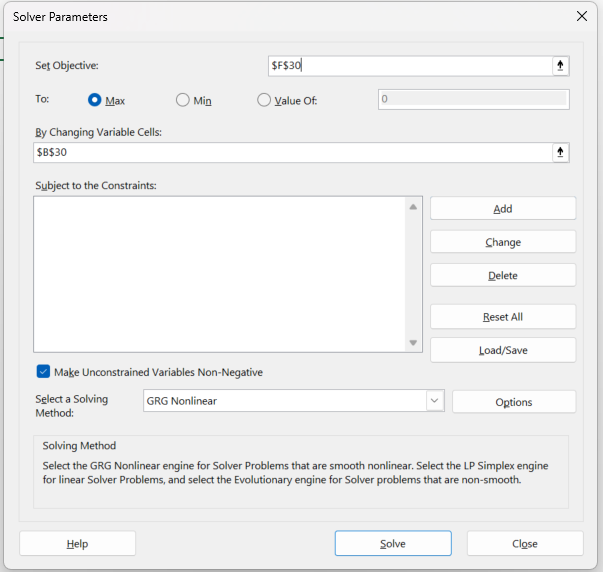 Solver Parameters
Set Objective: $F$30
To: Max Min Value Of: 0
By Changing Variable Cells:
$B$30
Subject to the Constraints:
Add
Change
Delete
Reset All
Load/Save
Make Unconstrained Variables Non-Negative
Select a Solving Method: GRG Nonlinear Options
Solving Method
Select the GRG Nonlinear engine for Solver Problems that are smooth nonlinear. Select the LP Simplex engine
for linear Solver Problems, and select the Evolutionary engine for Solver problems that are non-smooth.
Help Solve Close